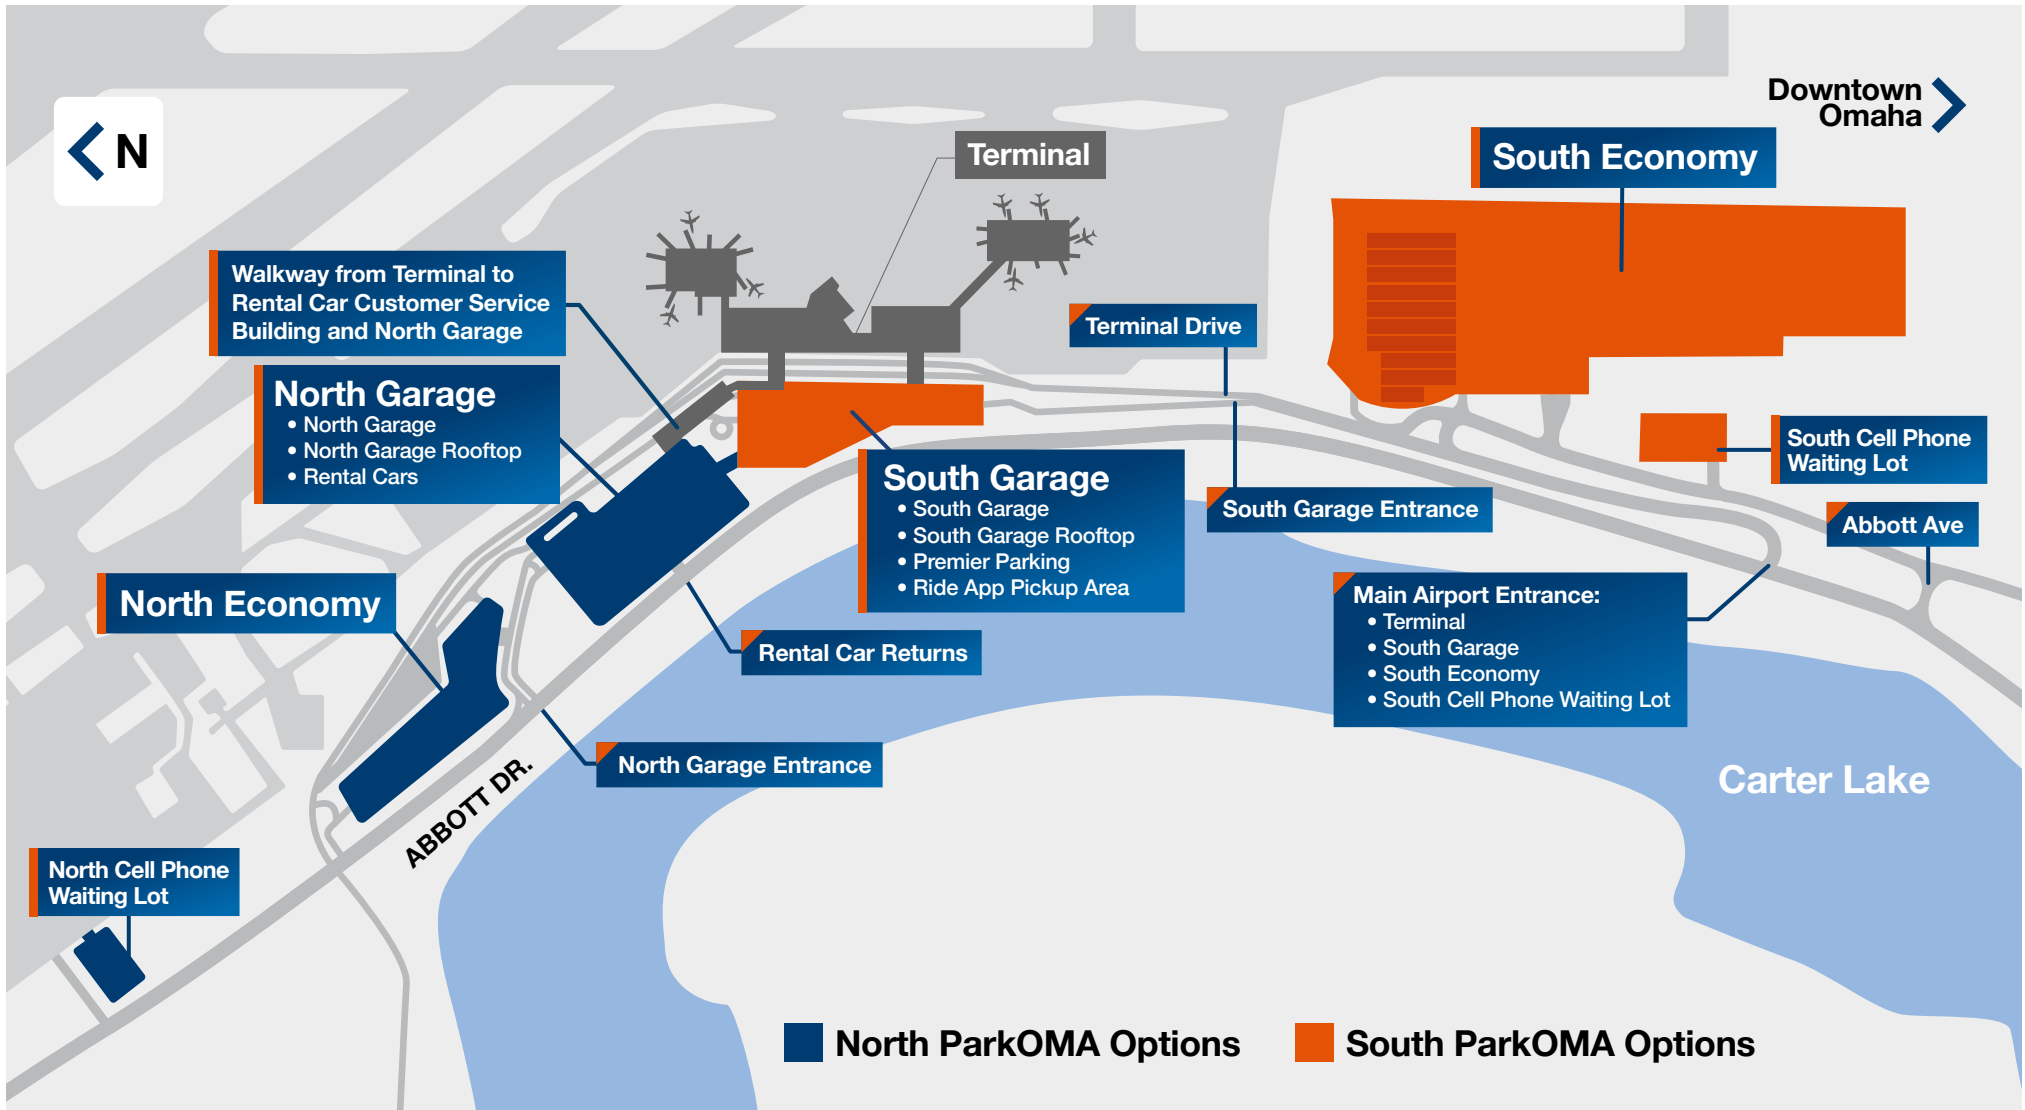 N
Downtown
Omaha
Terminal
South Economy
Walkway from Terminal to
Rental Car Customer Service
Building and North Garage
Terminal Drive
North Garage
• North Garage
• North Garage Rooftop
• Rental Cars
South Cell Phone
Waiting Lot
South Garage
• South Garage
• South Garage Rooftop
• Premier Parking
• Ride App Pickup Area
South Garage Entrance
Abbott Ave
North Economy
Main Airport Entrance:
• Terminal
• South Garage
• South Economy
• South Cell Phone Waiting Lot
Rental Car Returns
North Garage Entrance
ABBOTT DR.
Carter Lake
North Cell Phone
Waiting Lot
North ParkOMA Options
South ParkOMA Options